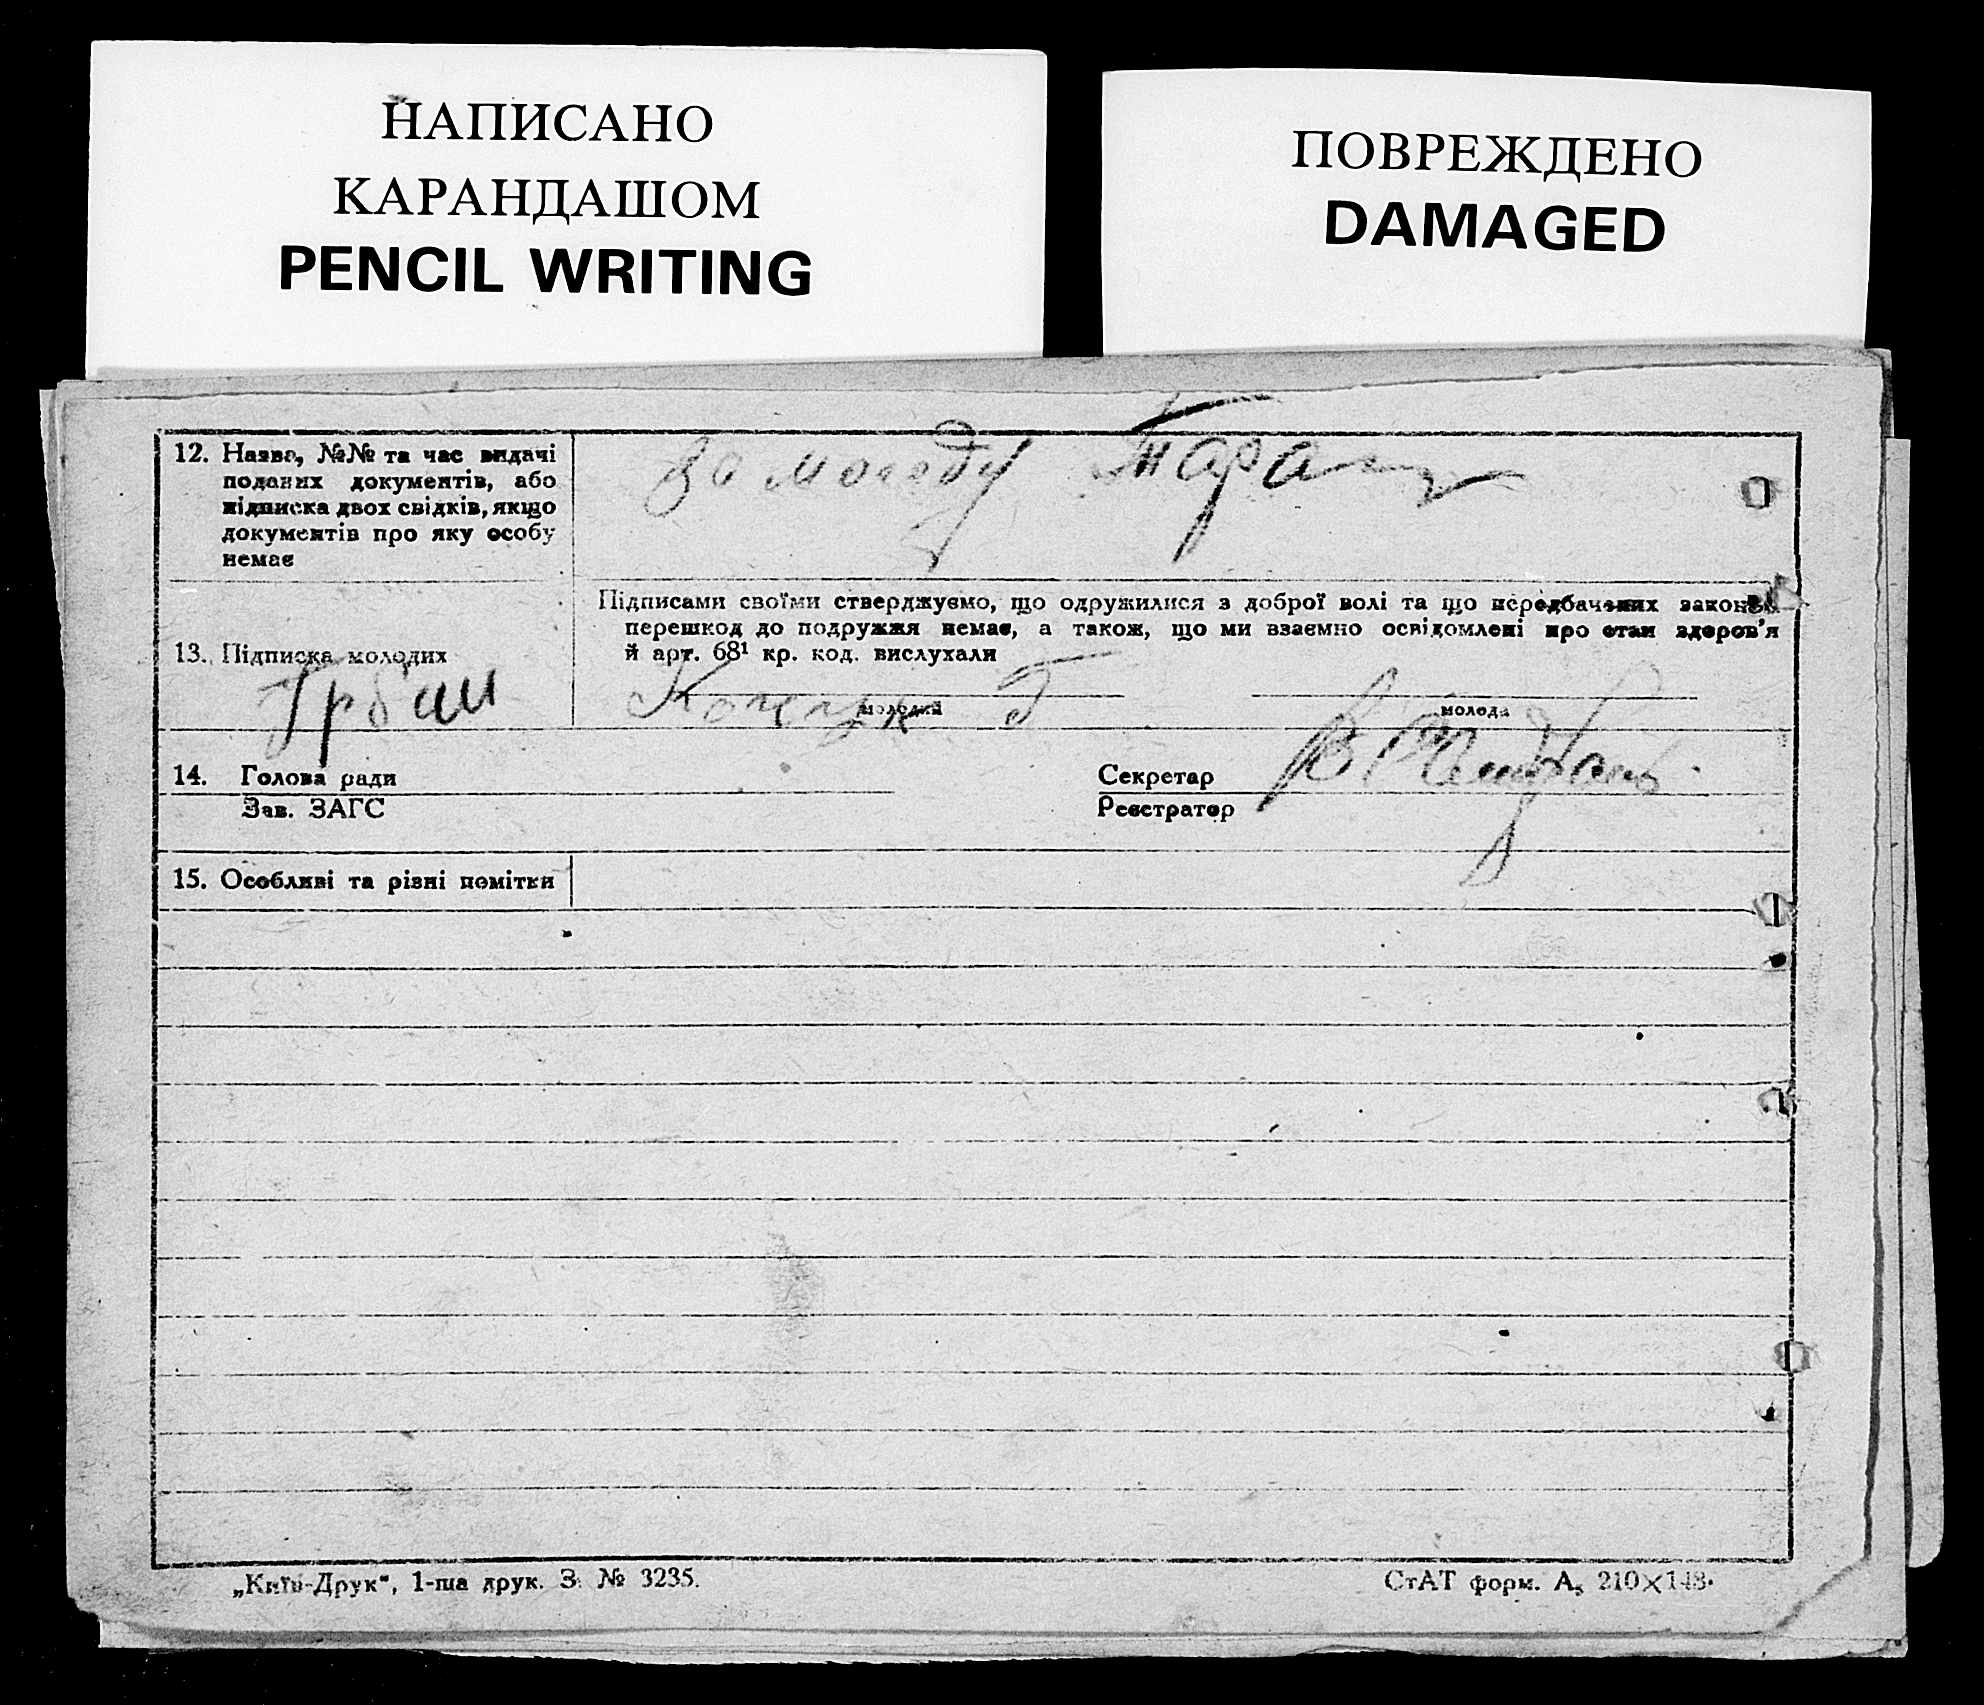 НАПИСАНО
КАРАНДАШОМ
PENCIL WRITING
ПОВРЕЖДЕНО
DAMAGED
12. Назва, №№ та час видачі
поданих документів, або
підписка двох свідків, якщо
документів про яку особу
немає
За молоду
Підписами своїми стверджуємо, що одружилися з доброї волі та що передбачених законом
перешкод до подружжя немає, а також, що ми взаємно освідомлені про стан здоров'я
й арт. 68¹ кр. код. вислухали
13. Підписка молодих
молодий
молода
14. Голова ради
Зав. ЗАГС
Секретар
Реєстратор
15. Особливі та різні помітки
„Київ-Друк“, 1-ша друк. З. № 3235.
СтАТ форм. А₅ 210×148.